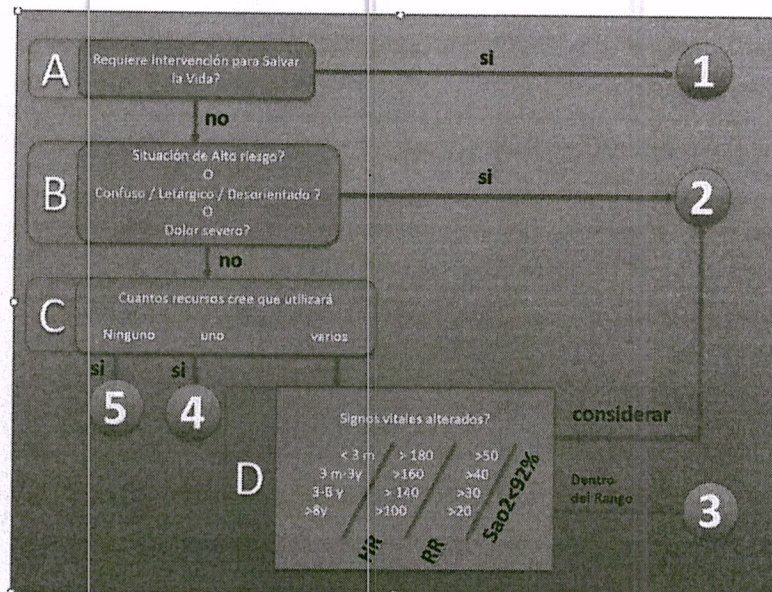 A
Requiere Intervención para Salvar
la Vida?
si
1
no
B
Situación de Alto riesgo?
O
Confuso / Letárgico / Desorientado ?
O
Dolor severo?
si
2
no
C
Cuantos recursos cree que utilizará
Ninguno uno varios
si si
5 4
D
Signos vitales alterados?
considerar
< 3 m > 180 >50
3 m-3y >160 >40
3-8 y > 140 >30
>8y >100 >20
HR RR Sao2<92%
Dentro
del Rango
3